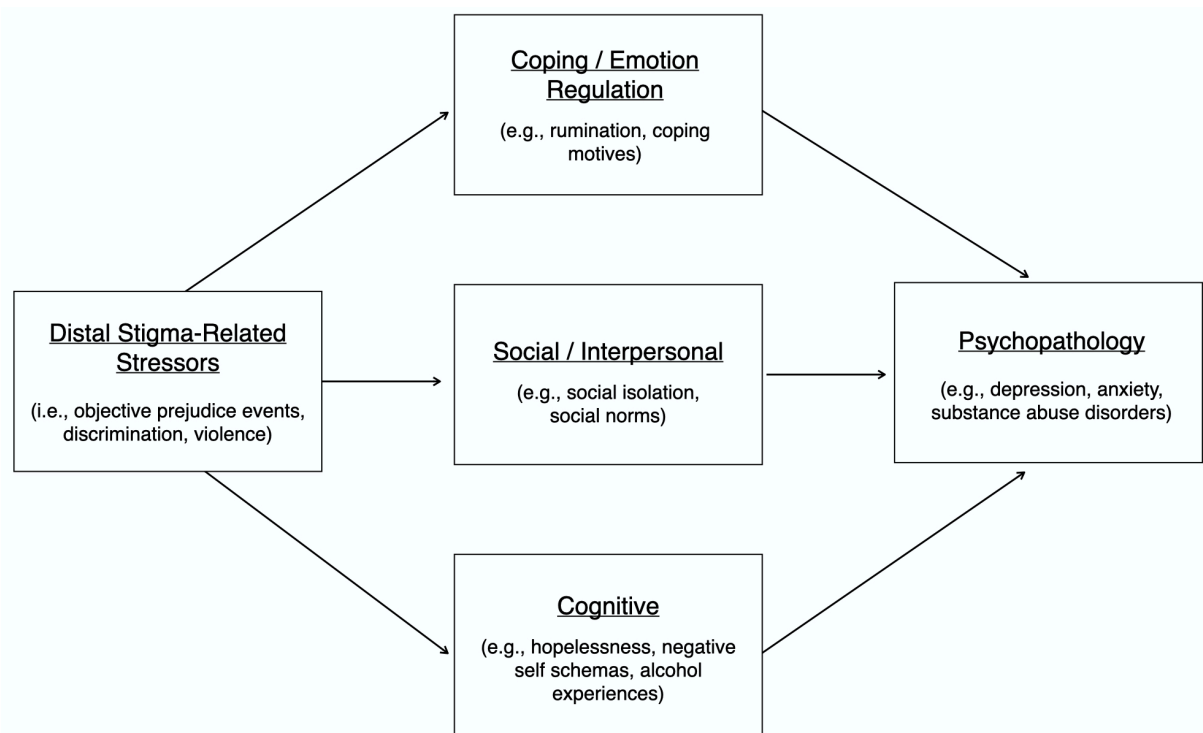 Coping / Emotion
Regulation
(e.g., rumination, coping
motives)
Distal Stigma-Related
Stressors
(i.e., objective prejudice events,
discrimination, violence)
Social / Interpersonal
(e.g., social isolation,
social norms)
Psychopathology
(e.g., depression, anxiety,
substance abuse disorders)
Cognitive
(e.g., hopelessness, negative
self schemas, alcohol
experiences)